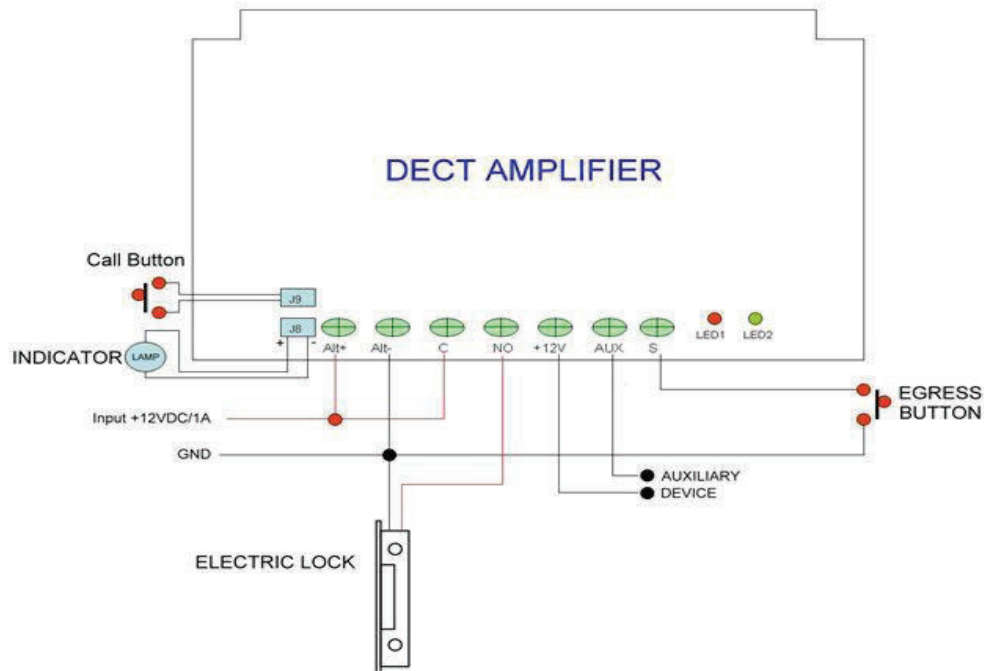 DECT AMPLIFIER
Call Button
J9
J8
+ -
INDICATOR
LAMP
Alt+ Alt- C NO +12V AUX S
LED1 LED2
EGRESS
BUTTON
Input +12VDC/1A
GND
AUXILIARY
DEVICE
ELECTRIC LOCK